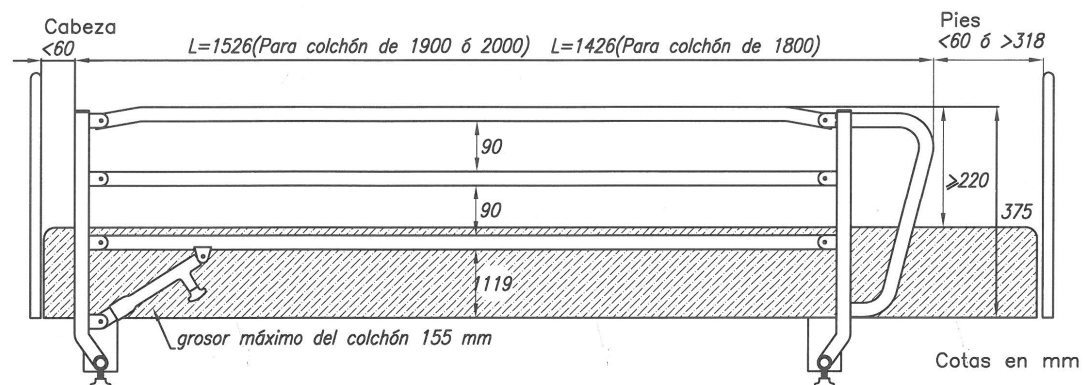 Cabeza
<60
L=1526(Para colchón de 1900 ó 2000)
L=1426(Para colchón de 1800)
Pies
<60 ó >318
90
90
≥220
375
1119
grosor máximo del colchón 155 mm
Cotas en mm